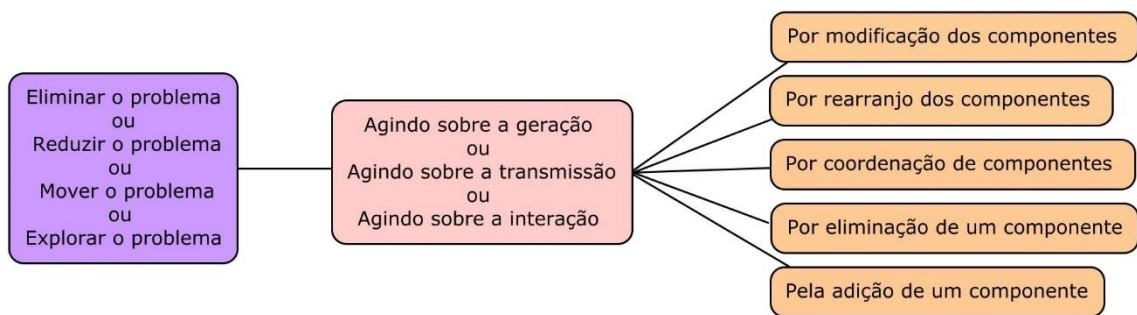 Eliminar o problema
ou
Reduzir o problema
ou
Mover o problema
ou
Explorar o problema
Agindo sobre a geração
ou
Agindo sobre a transmissão
ou
Agindo sobre a interação
Por modificação dos componentes
Por rearranjo dos componentes
Por coordenação de componentes
Por eliminação de um componente
Pela adição de um componente